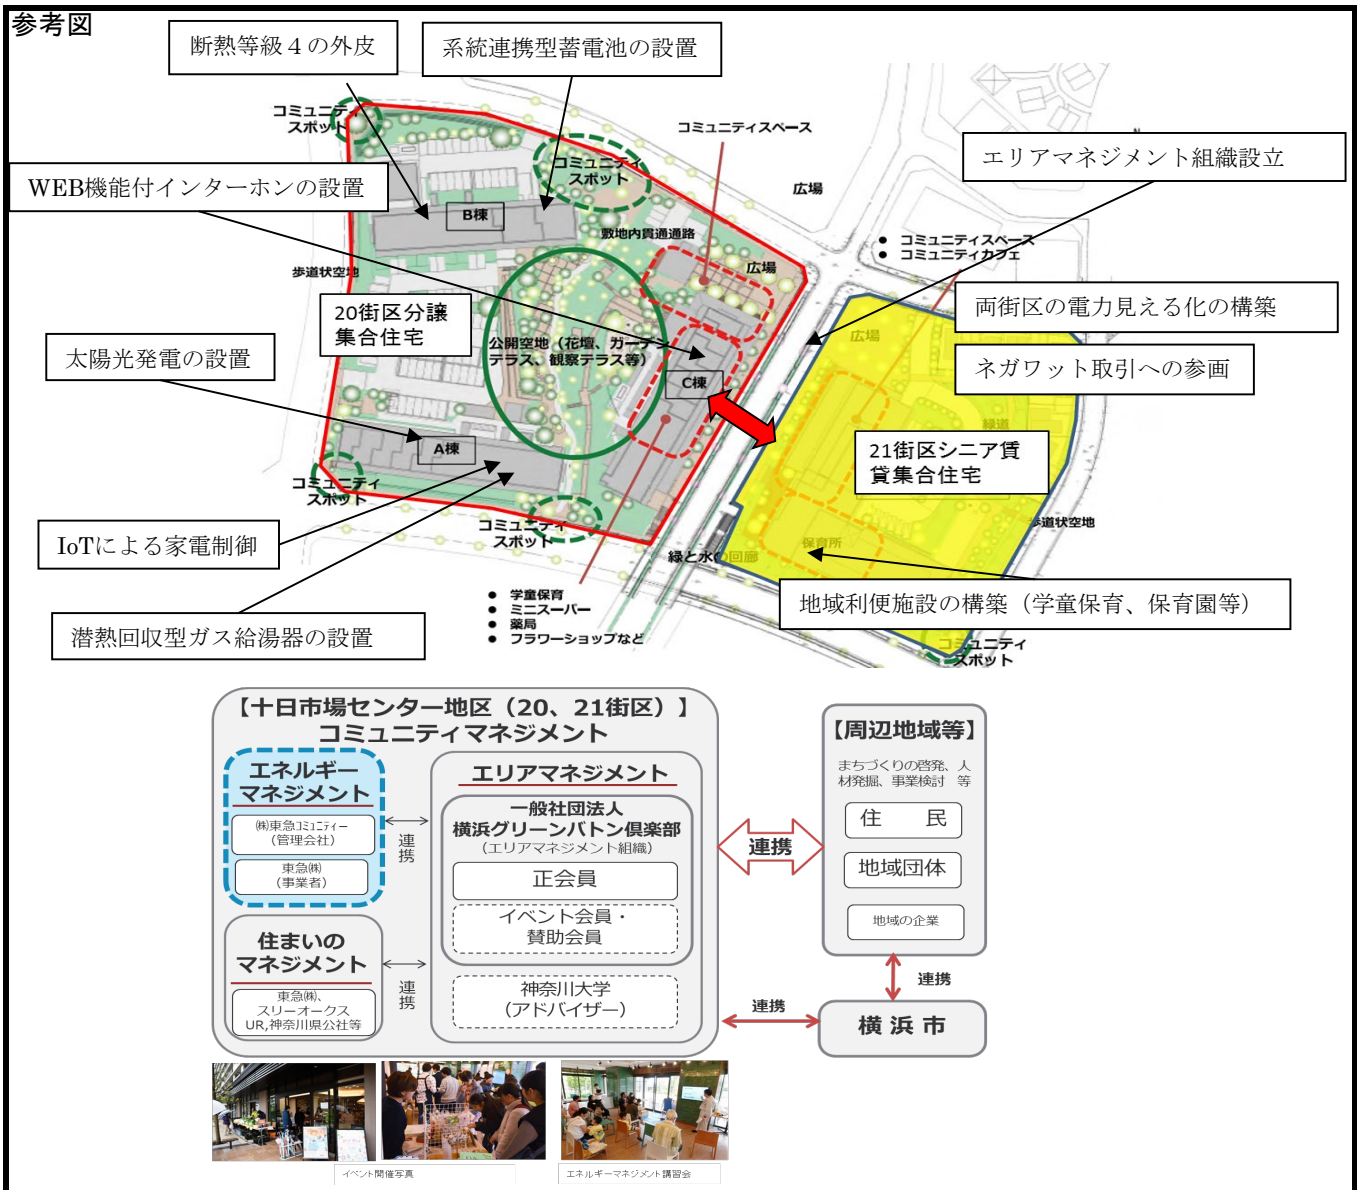 参考図
断熱等級４の外皮
系統連携型蓄電池の設置
コミュニティ
スポット
コミュニティスペース
エリアマネジメント組織設立
コミュニティ
スポット
WEB機能付インターホンの設置
広場
B棟
敷地内貫通通路
● コミュニティスペース
● コミュニティカフェ
歩道状空地
広場
20街区分譲
集合住宅
両街区の電力見える化の構築
公開空地（花壇、ガーデン
テラス、観察テラス等）
広場
太陽光発電の設置
ネガワット取引への参画
C棟
緑道
A棟
21街区シニア賃
貸集合住宅
コミュニティ
スポット
コミュニティ
スポット
歩道状空地
IoTによる家電制御
保育所
緑と水の回廊
● 学童保育
● ミニスーパー
● 薬局
● フラワーショップなど
地域利便施設の構築（学童保育、保育園等）
潜熱回収型ガス給湯器の設置
コミュニティ
スポット
【十日市場センター地区（20、21街区）】
コミュニティマネジメント
エネルギー
マネジメント
㈱東急ｺﾐｭﾆﾃｨｰ
(管理会社)
東急㈱
(事業者)
連携
エリアマネジメント
一般社団法人
横浜グリーンバトン倶楽部
（エリアマネジメント組織）
正会員
イベント会員・
賛助会員
神奈川大学
（アドバイザー）
住まいの
マネジメント
東急㈱、
スリーオークス
UR,神奈川県公社等
連携
連携
【周辺地域等】
まちづくりの啓発、人
材発掘、事業検討 等
住　　民
地域団体
地域の企業
連携
連携
横 浜 市
イベント開催写真
エネルギーマネジメント講習会